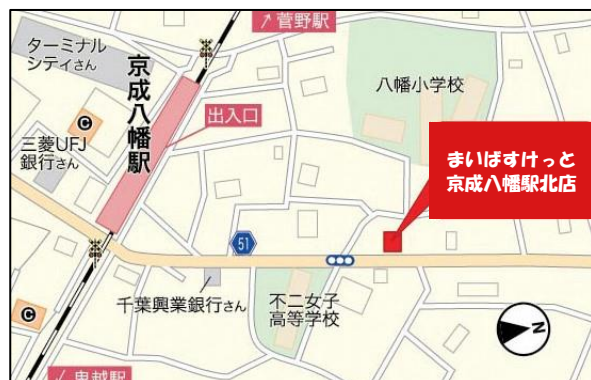 ↗菅野駅
ターミナル
シティさん
京成八幡駅
出入口
八幡小学校
C
三菱UFJ
銀行さん
まいばすけっと
京成八幡駅北店
51
千葉興業銀行さん
不二女子
高等学校
C
N
↙鬼越駅